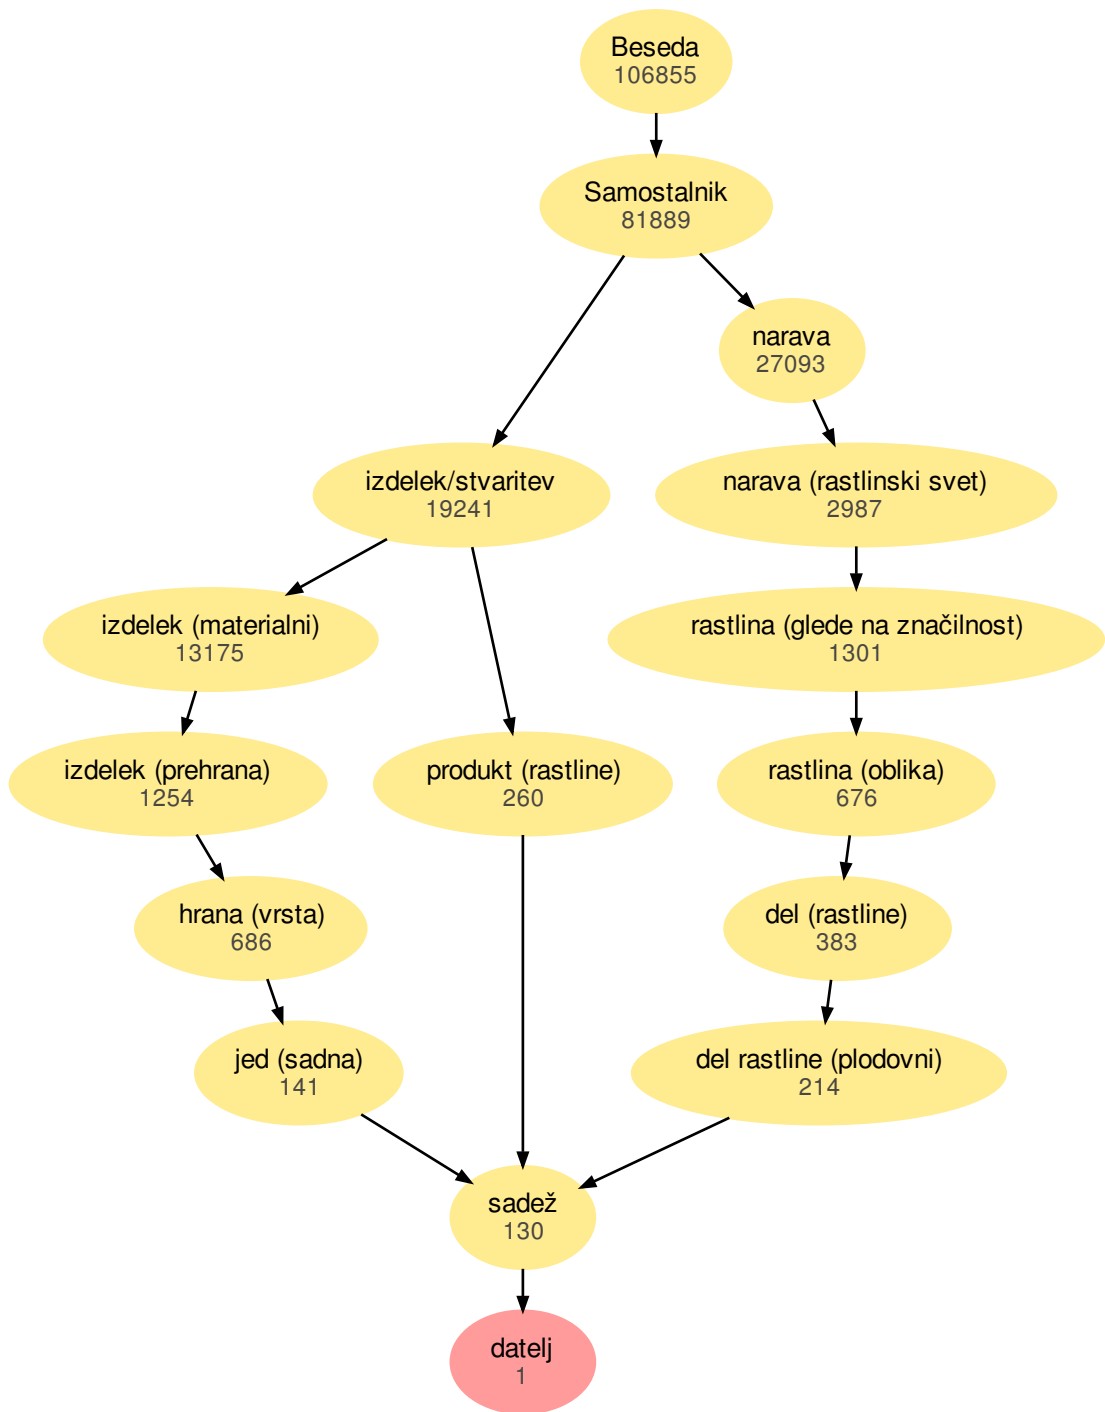 Beseda
106855
Samostalnik
81889
narava
27093
izdelek/stvaritev
19241
narava (rastlinski svet)
2987
izdelek (materialni)
13175
rastlina (glede na značilnost)
1301
izdelek (prehrana)
1254
produkt (rastline)
260
rastlina (oblika)
676
hrana (vrsta)
686
del (rastline)
383
jed (sadna)
141
del rastline (plodovni)
214
sadež
130
datelj
1